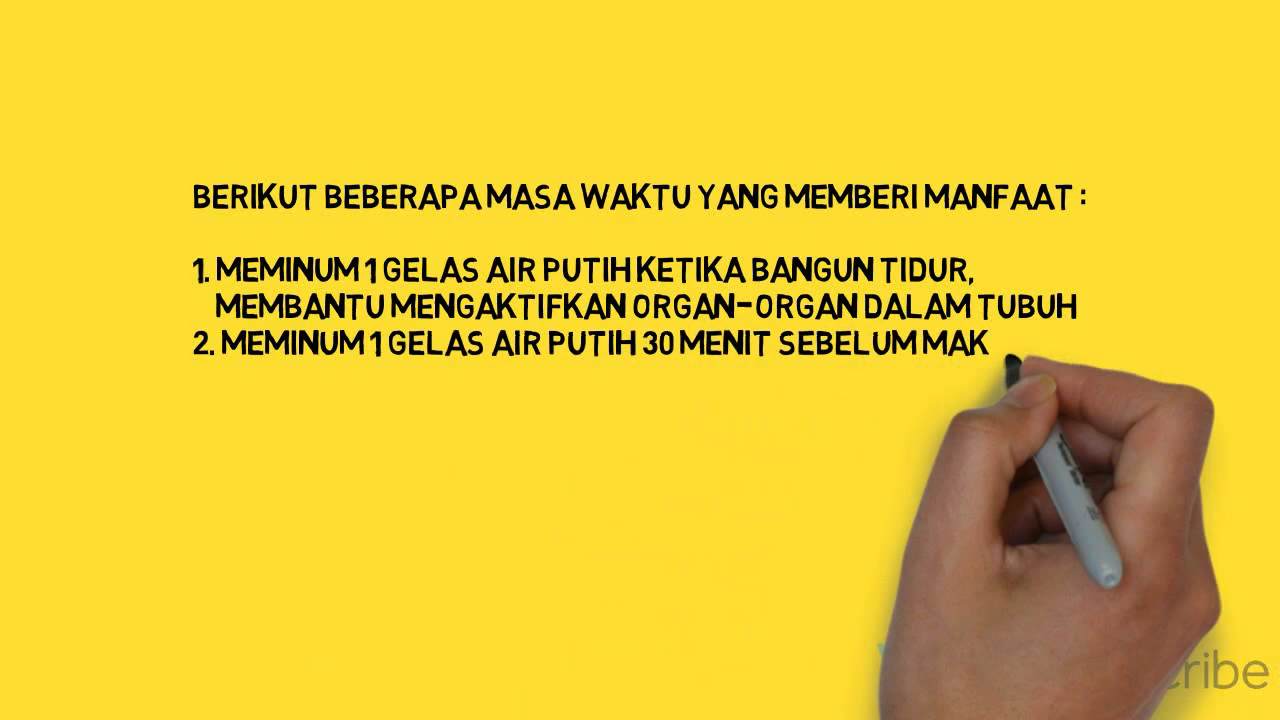 BERIKUT BEBERAPA MASA WAKTU YANG MEMBERI MANFAAT :
1. MEMINUM 1 GELAS AIR PUTIH KETIKA BANGUN TIDUR,
MEMBANTU MENGAKTIFKAN ORGAN-ORGAN DALAM TUBUH
2. MEMINUM 1 GELAS AIR PUTIH 30 MENIT SEBELUM MAK